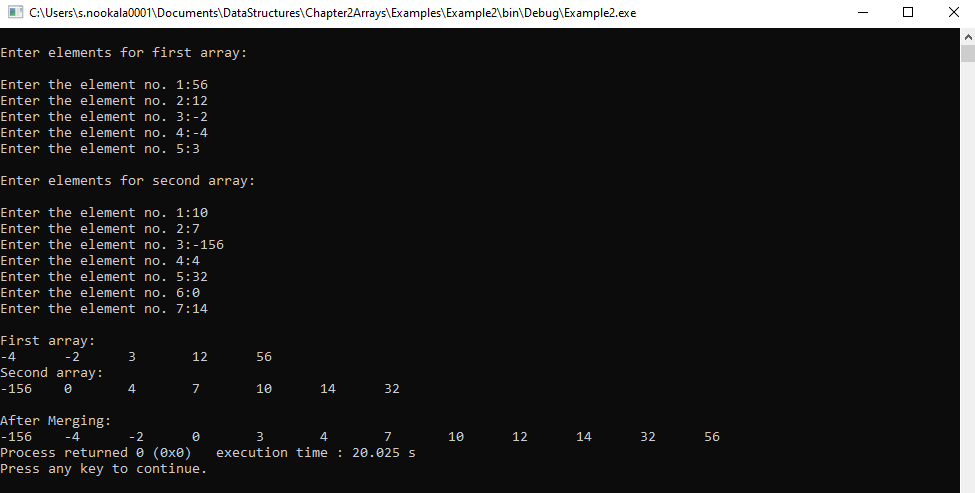 C:\Users\s.nookala0001\Documents\DataStructures\Chapter2Arrays\Examples\Example2\bin\Debug\Example2.exe
Enter elements for first array:
Enter the element no. 1:56
Enter the element no. 2:12
Enter the element no. 3:-2
Enter the element no. 4:-4
Enter the element no. 5:3
Enter elements for second array:
Enter the element no. 1:10
Enter the element no. 2:7
Enter the element no. 3:-156
Enter the element no. 4:4
Enter the element no. 5:32
Enter the element no. 6:0
Enter the element no. 7:14
First array:
-4 -2 3 12 56
Second array:
-156 0 4 7 10 14 32
After Merging:
-156 -4 -2 0 3 4 7 10 12 14 32 56
Process returned 0 (0x0) execution time : 20.025 s
Press any key to continue.